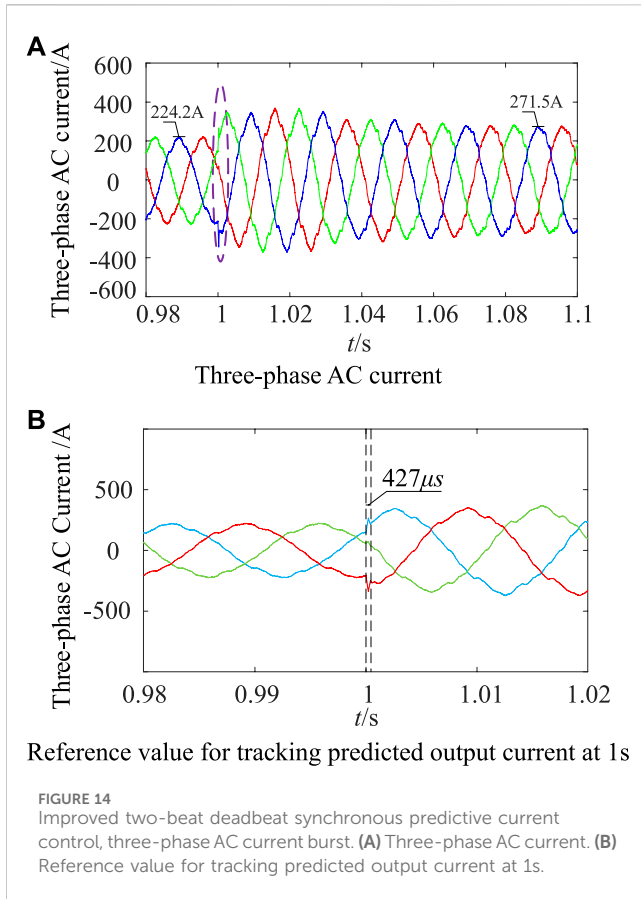 A
Three-phase AC current/A
600
400
200
0
-200
-400
-600
224.2A
271.5A
0.98 1 1.02 1.04 1.06 1.08 1.1
t/s
Three-phase AC current
B
Three-phase AC Current /A
500
0
-500
427μs
0.98 0.99 1 1.01 1.02
t/s
Reference value for tracking predicted output current at 1s
FIGURE 14
Improved two-beat deadbeat synchronous predictive current
control, three-phase AC current burst. (A) Three-phase AC current. (B)
Reference value for tracking predicted output current at 1s.